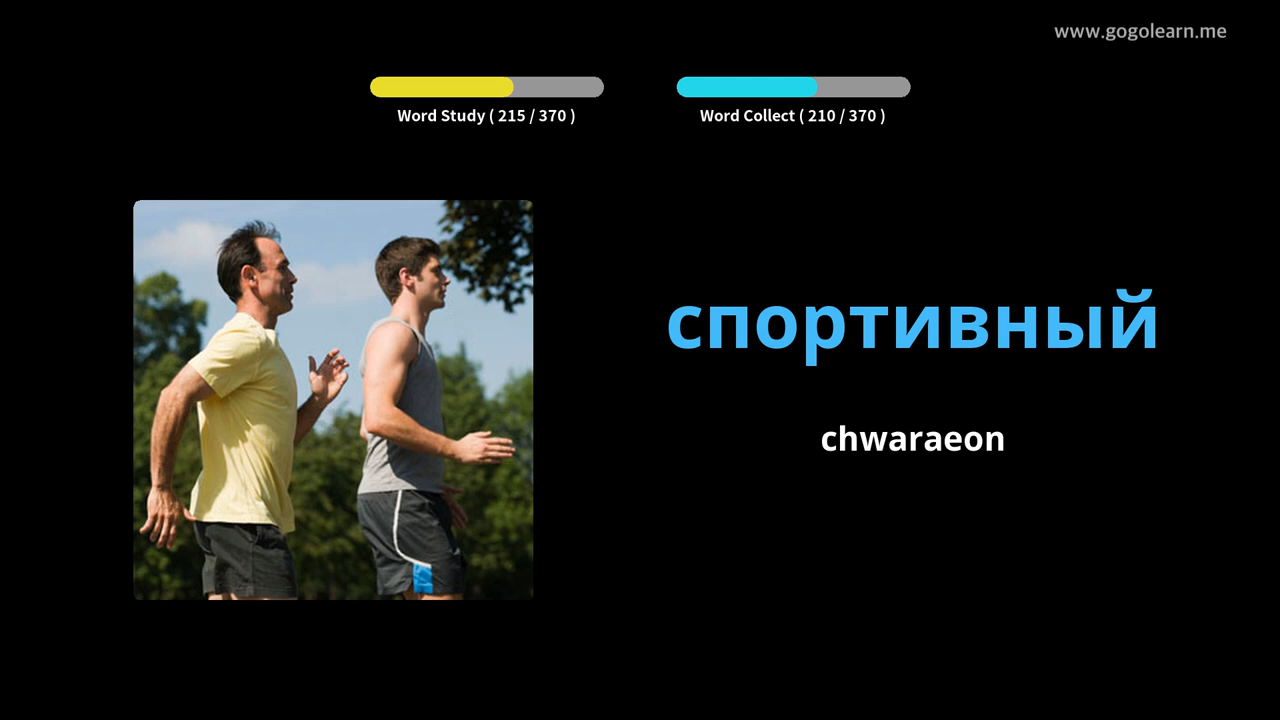 www.gogolearn.me
Word Study ( 215 / 370 )
Word Collect ( 210 / 370 )
спортивный
chwaraeon